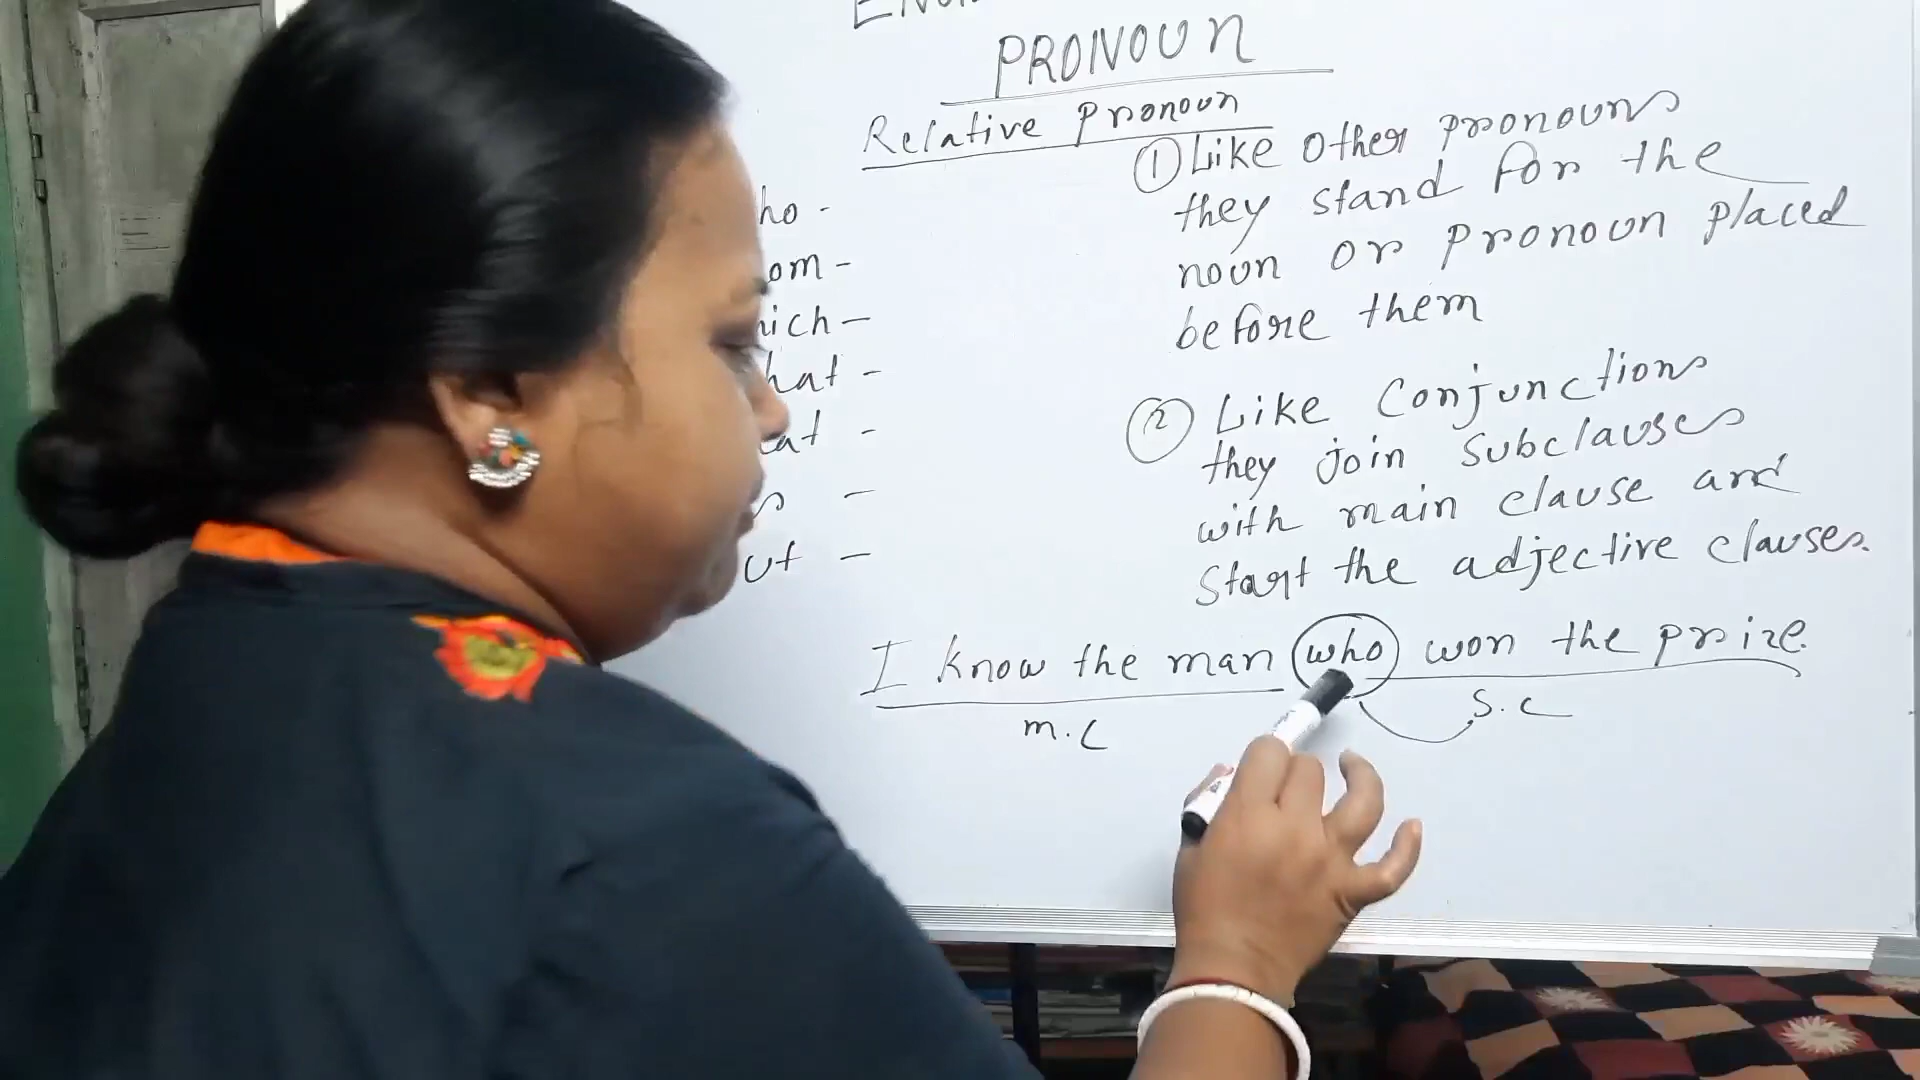 PRONOUN
Relative pronoun
① Like other pronouns
they stand for the
noun or pronoun placed
before them
② Like Conjunctions
they join subclauses
with main clause and
start the adjective clauses.
I know the man who won the prize.
m.c
s.c